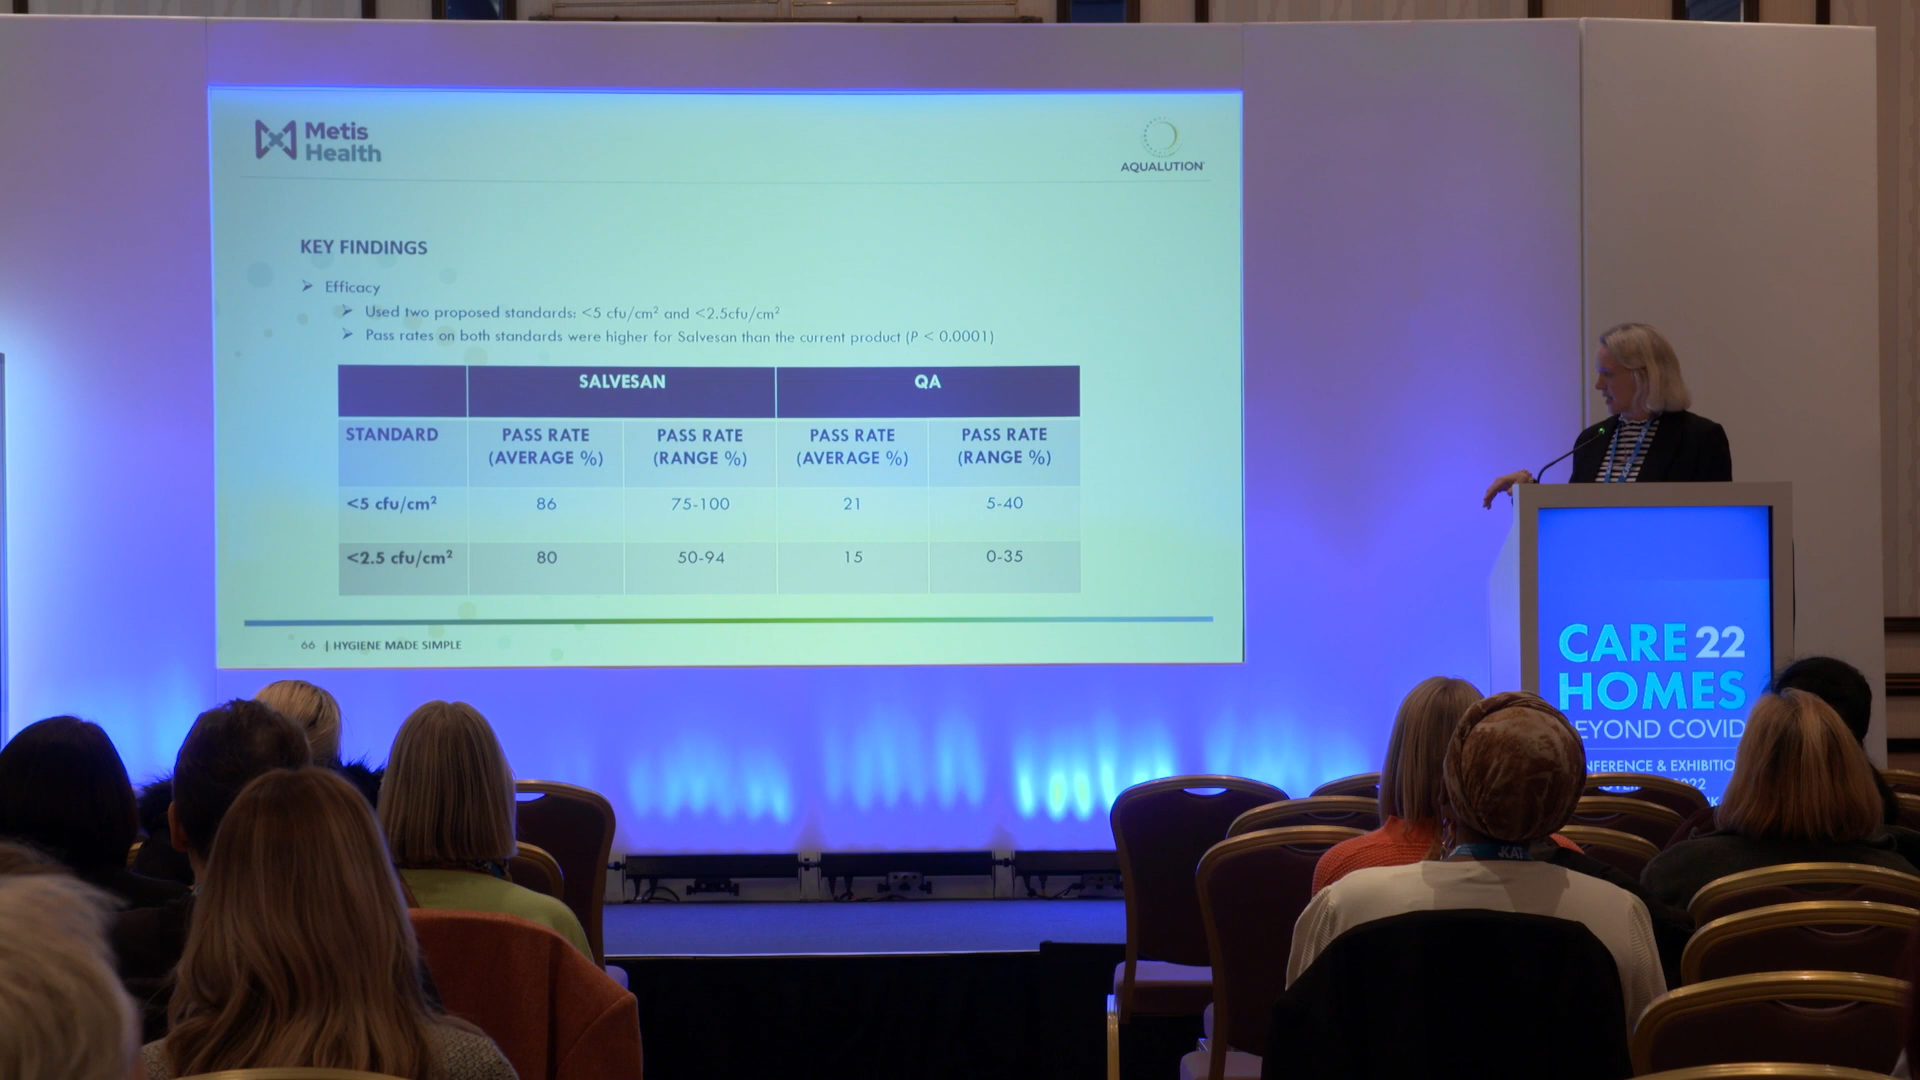 Metis
Health
AQUALUTION
KEY FINDINGS
➤ Efficacy
➤ Used two proposed standards: <5 cfu/cm² and <2.5cfu/cm²
➤ Pass rates on both standards were higher for Salvesan than the current product (P < 0.0001)
SALVESAN QA
STANDARD PASS RATE (AVERAGE %) PASS RATE (RANGE %) PASS RATE (AVERAGE %) PASS RATE (RANGE %)
<5 cfu/cm² 86 75-100 21 5-40
<2.5 cfu/cm² 80 50-94 15 0-35
66 | HYGIENE MADE SIMPLE
CARE 22
HOMES
EYOND COVID
NFERENCE & EXHIBITIO
22